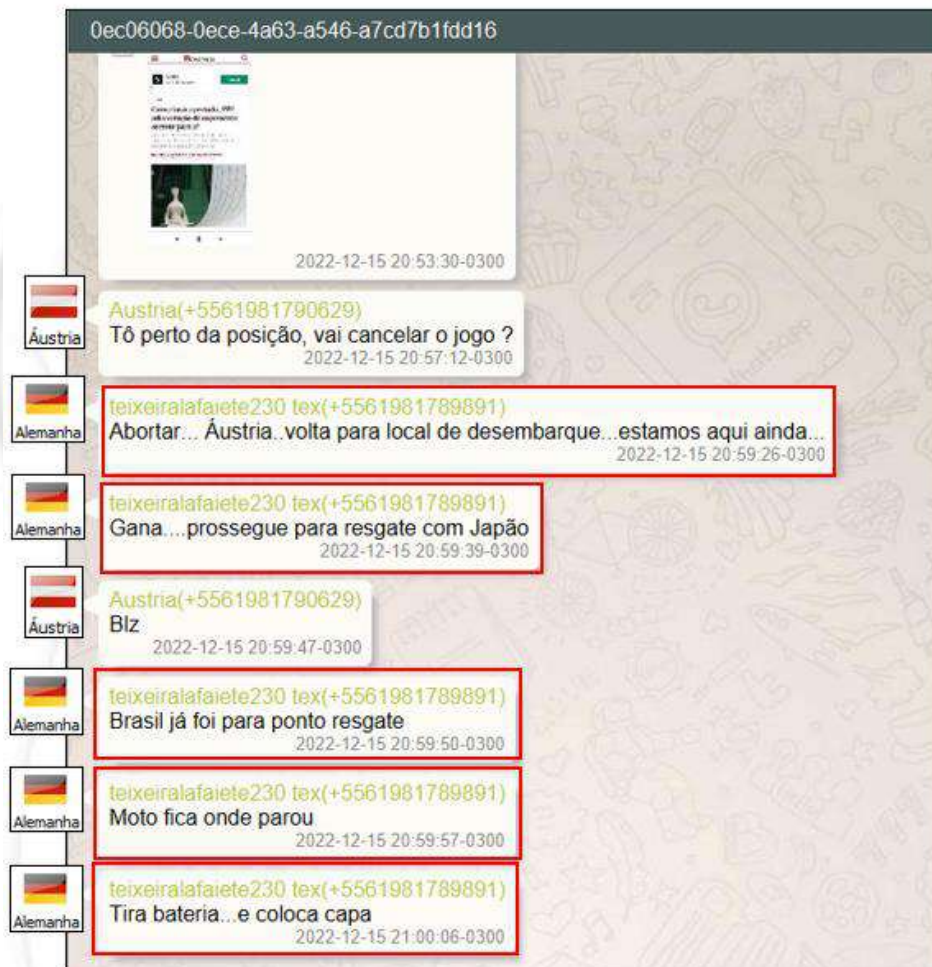 0ec06068-0ece-4a63-a546-a7cd7b1fdd16
2022-12-15 20:53:30-0300
Áustria
Austria(+5561981790629)
Tô perto da posição, vai cancelar o jogo ?
2022-12-15 20:57:12-0300
Alemanha
teixeiralafaiete230 tex(+5561981789891)
Abortar... Áustria..volta para local de desembarque...estamos aqui ainda...
2022-12-15 20:59:26-0300
Alemanha
teixeiralafaiete230 tex(+5561981789891)
Gana....prossegue para resgate com Japão
2022-12-15 20:59:39-0300
Áustria
Austria(+5561981790629)
Blz
2022-12-15 20:59:47-0300
Alemanha
teixeiralafaiete230 tex(+5561981789891)
Brasil já foi para ponto resgate
2022-12-15 20:59:50-0300
Alemanha
teixeiralafaiete230 tex(+5561981789891)
Moto fica onde parou
2022-12-15 20:59:57-0300
Alemanha
teixeiralafaiete230 tex(+5561981789891)
Tira bateria...e coloca capa
2022-12-15 21:00:06-0300